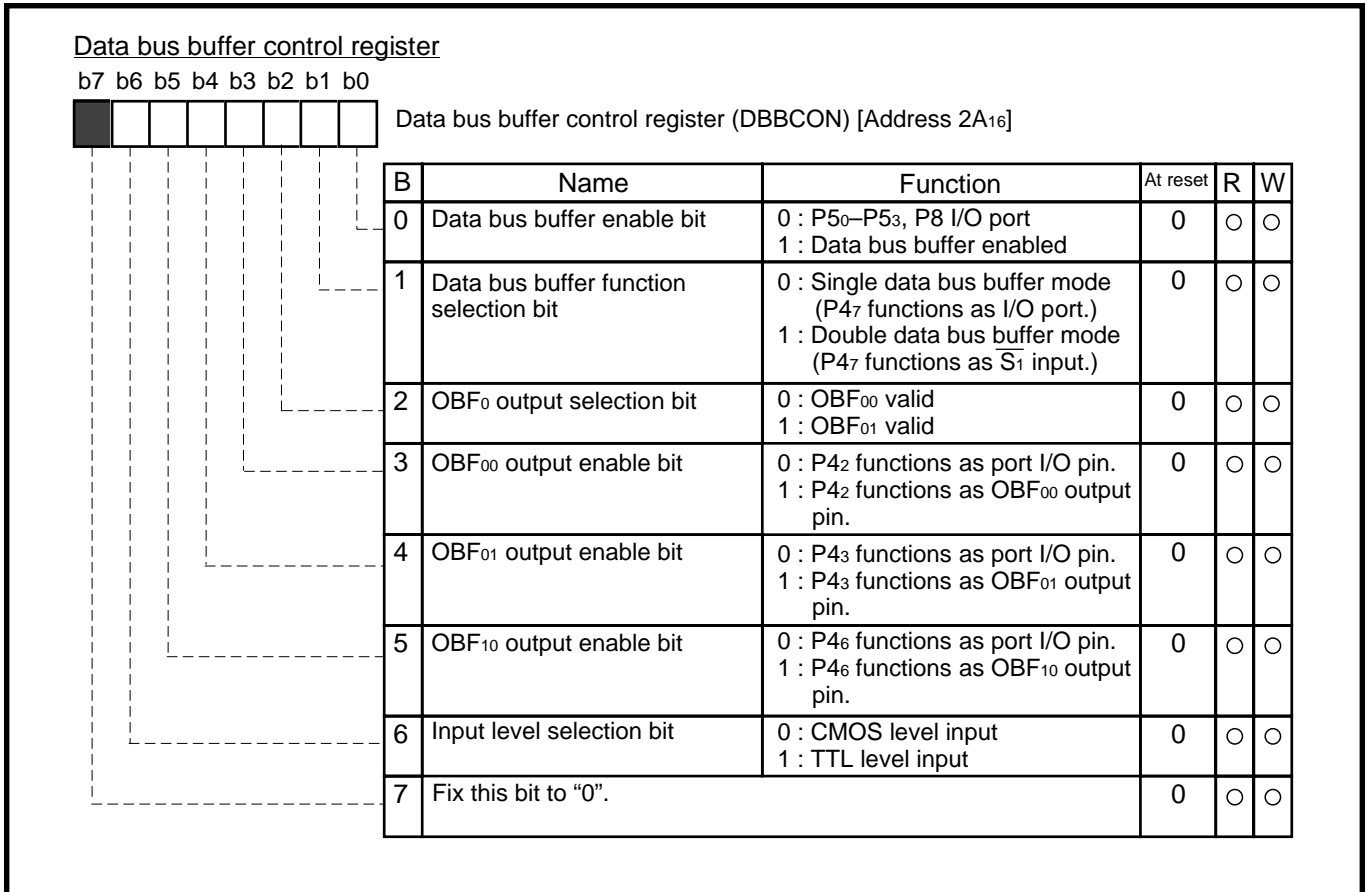 Data bus buffer control register
b7 b6 b5 b4 b3 b2 b1 b0
Data bus buffer control register (DBBCON) [Address 2A16]
B Name Function At reset R W
0 Data bus buffer enable bit 0 : P50–P53, P8 I/O port 0 ○ ○
1 : Data bus buffer enabled
1 Data bus buffer function 0 : Single data bus buffer mode 0 ○ ○
selection bit (P47 functions as I/O port.)
1 : Double data bus buffer mode
(P47 functions as S̅1 input.)
2 OBF0 output selection bit 0 : OBF00 valid 0 ○ ○
1 : OBF01 valid
3 OBF00 output enable bit 0 : P42 functions as port I/O pin. 0 ○ ○
1 : P42 functions as OBF00 output
pin.
4 OBF01 output enable bit 0 : P43 functions as port I/O pin. 0 ○ ○
1 : P43 functions as OBF01 output
pin.
5 OBF10 output enable bit 0 : P46 functions as port I/O pin. 0 ○ ○
1 : P46 functions as OBF10 output
pin.
6 Input level selection bit 0 : CMOS level input 0 ○ ○
1 : TTL level input
7 Fix this bit to “0”. 0 ○ ○